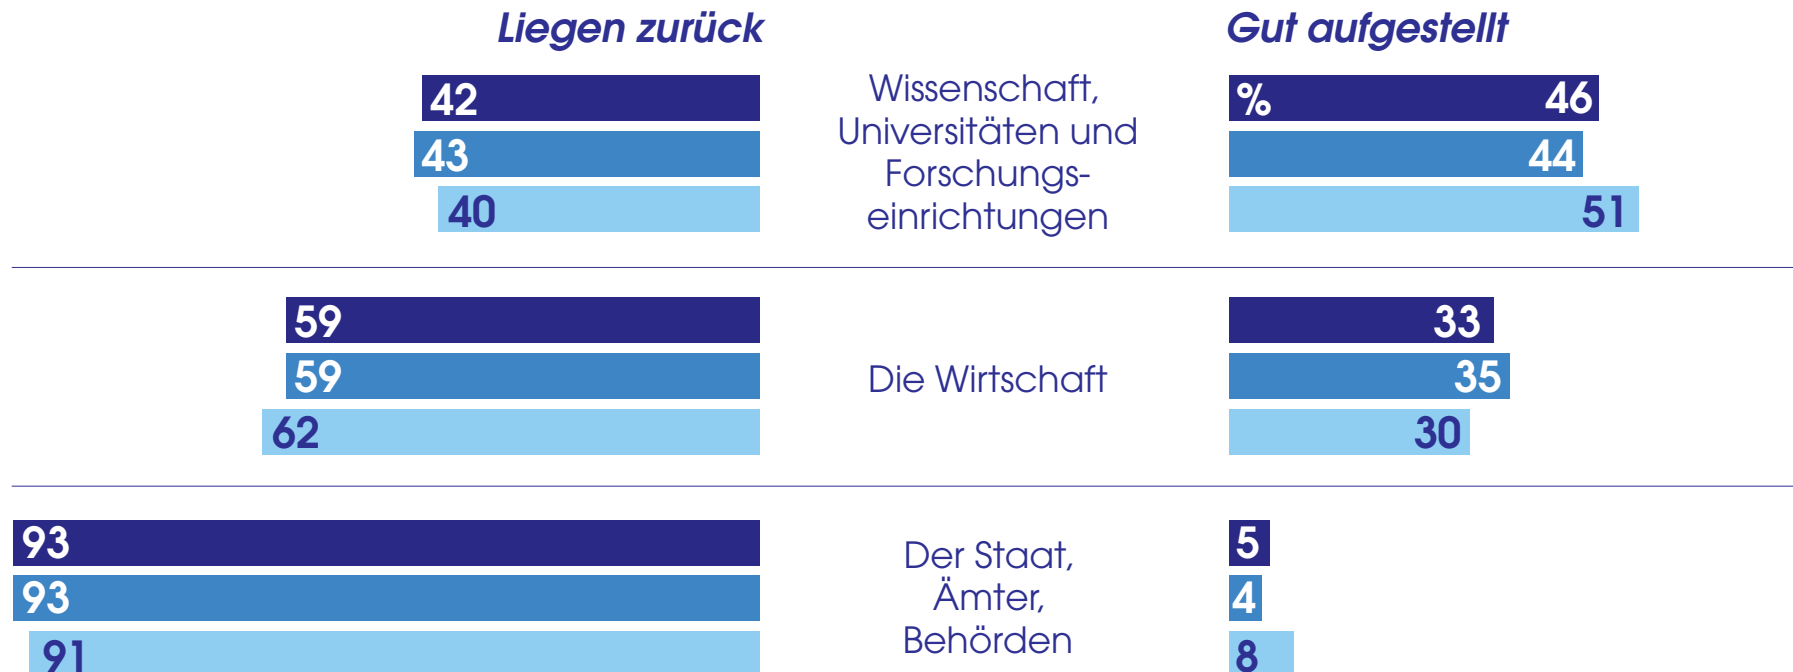 Liegen zurück
Gut aufgestellt
42
Wissenschaft,
% 46
43
Universitäten und
44
Forschungs-
40
einrichtungen
51
59
33
59
Die Wirtschaft
35
62
30
93
Der Staat,
5
93
Ämter,
4
91
Behörden
8